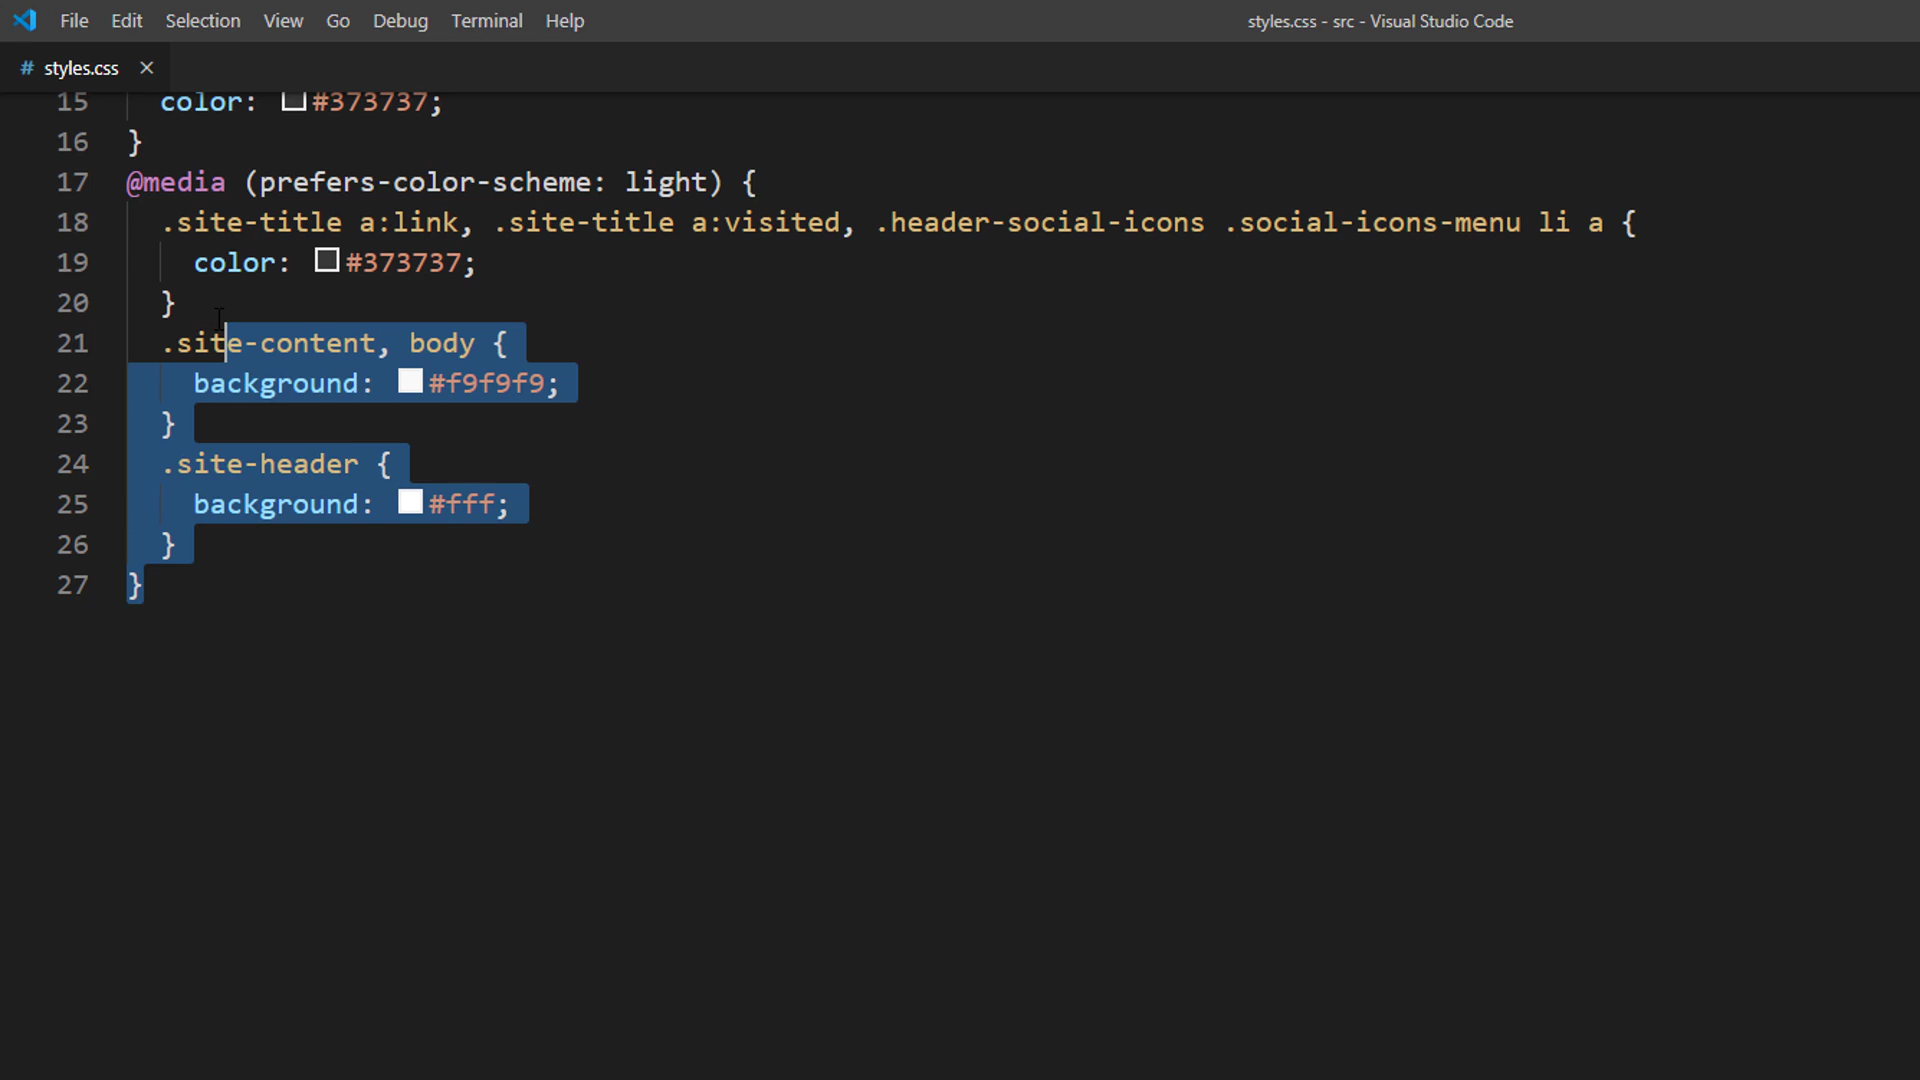 File Edit Selection View Go Debug Terminal Help styles.css - src - Visual Studio Code
# styles.css ×
15 color: #373737;
16 }
17 @media (prefers-color-scheme: light) {
18 .site-title a:link, .site-title a:visited, .header-social-icons .social-icons-menu li a {
19 color: #373737;
20 }
21 .site-content, body {
22 background: #f9f9f9;
23 }
24 .site-header {
25 background: #fff;
26 }
27 }